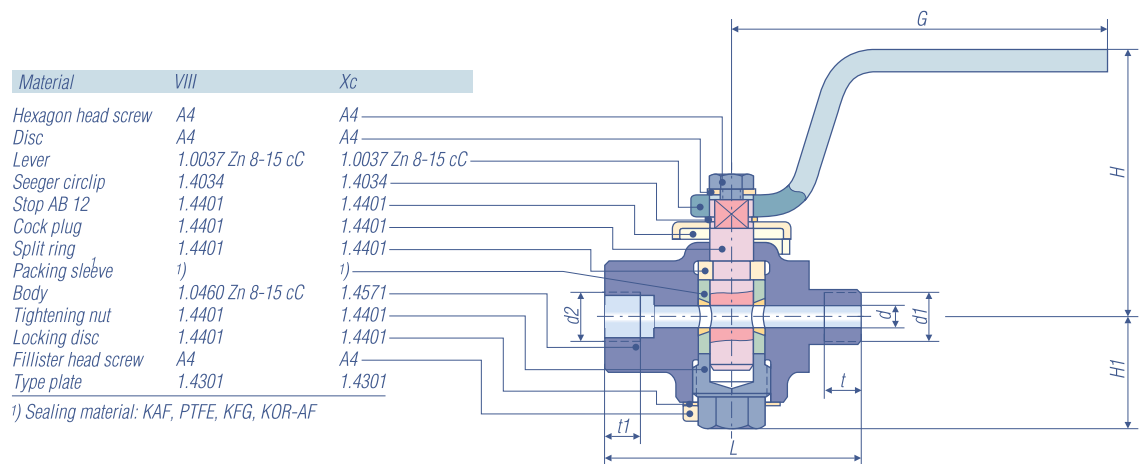 Material VIII Xc
Hexagon head screw A4 A4
Disc A4 A4
Lever 1.0037 Zn 8-15 cC 1.0037 Zn 8-15 cC
Seeger circlip 1.4034 1.4034
Stop AB 12 1.4401 1.4401
Cock plug 1.4401 1.4401
Split ring 1.4401 1.4401
Packing sleeve 1 1) 1)
Body 1.0460 Zn 8-15 cC 1.4571
Tightening nut 1.4401 1.4401
Locking disc 1.4401 1.4401
Fillister head screw A4 A4
Type plate 1.4301 1.4301
1) Sealing material: KAF, PTFE, KFG, KOR-AF
G
H
d2
d
d1
H1
t
t1
L